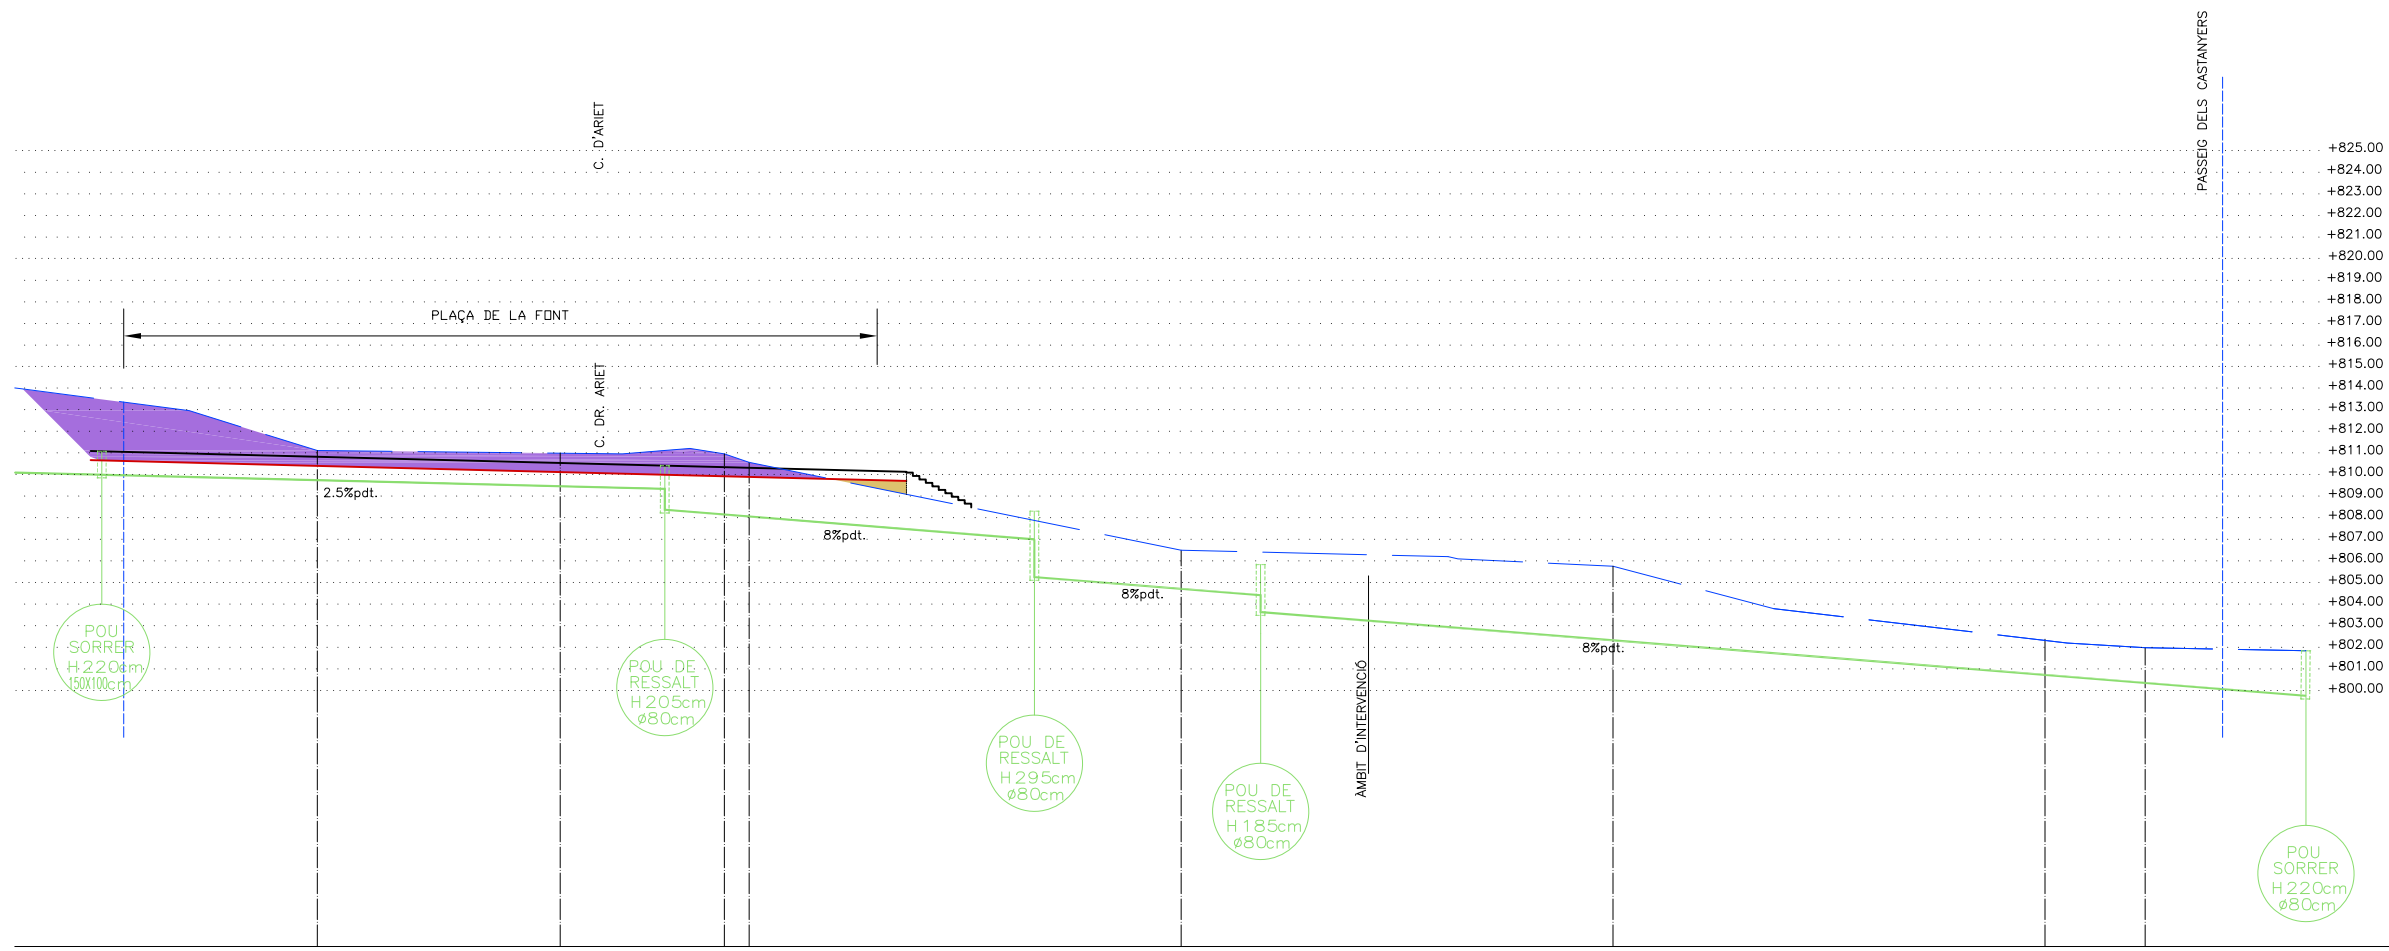 PASSEIG DELS CASTANYERS
C. D'ARIET
+825.00
+824.00
+823.00
+822.00
+821.00
+820.00
+819.00
+818.00
+817.00
+816.00
+815.00
+814.00
+813.00
+812.00
+811.00
+810.00
+809.00
+808.00
+807.00
+806.00
+805.00
+804.00
+803.00
+802.00
+801.00
+800.00
PLAÇA DE LA FONT
C. DR. ARIET
2.5%pdt.
8%pdt.
8%pdt.
8%pdt.
ÀMBIT D'INTERVENCIÓ
POU
SORRER
H 220cm
150X100cm
POU DE
RESSALT
H 205cm
ø80cm
POU DE
RESSALT
H 295cm
ø80cm
POU DE
RESSALT
H 185cm
ø80cm
POU
SORRER
H 220cm
ø80cm